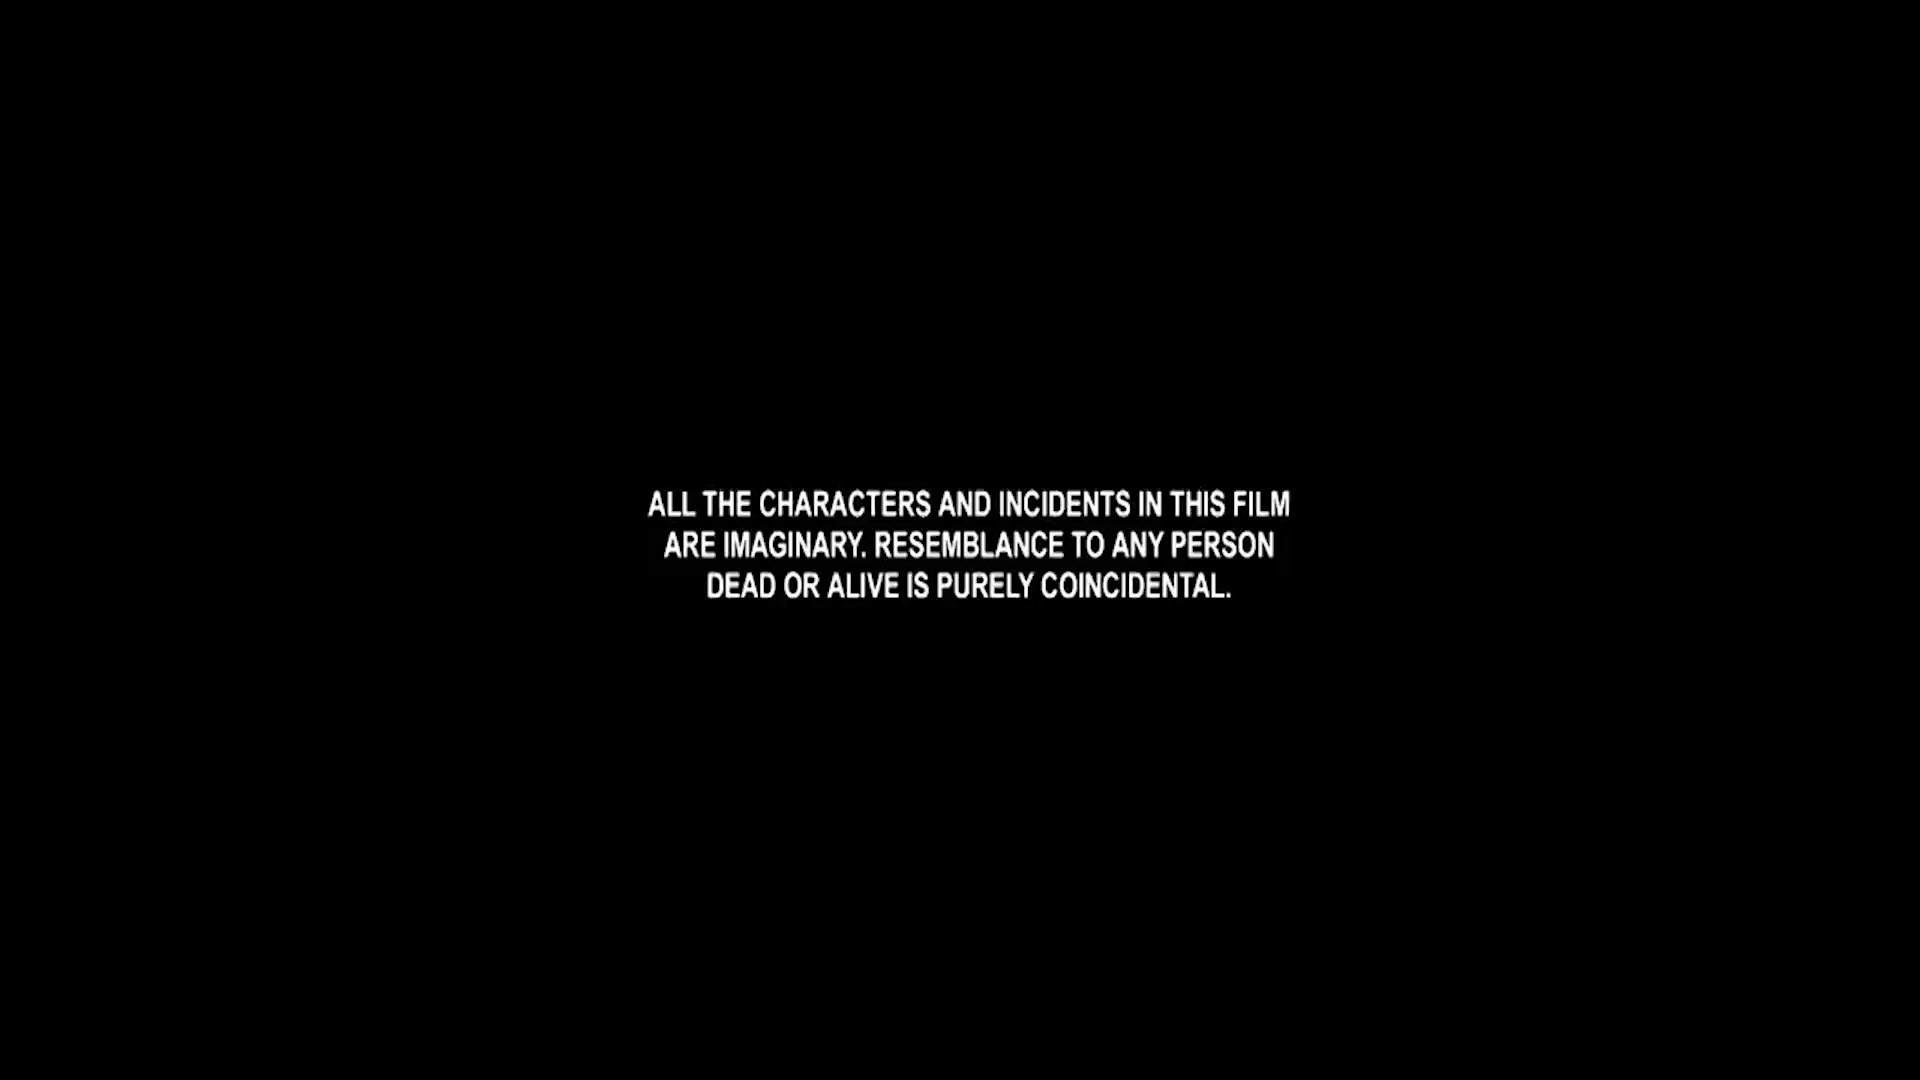 ALL THE CHARACTERS AND INCIDENTS IN THIS FILM
ARE IMAGINARY. RESEMBLANCE TO ANY PERSON
DEAD OR ALIVE IS PURELY COINCIDENTAL.